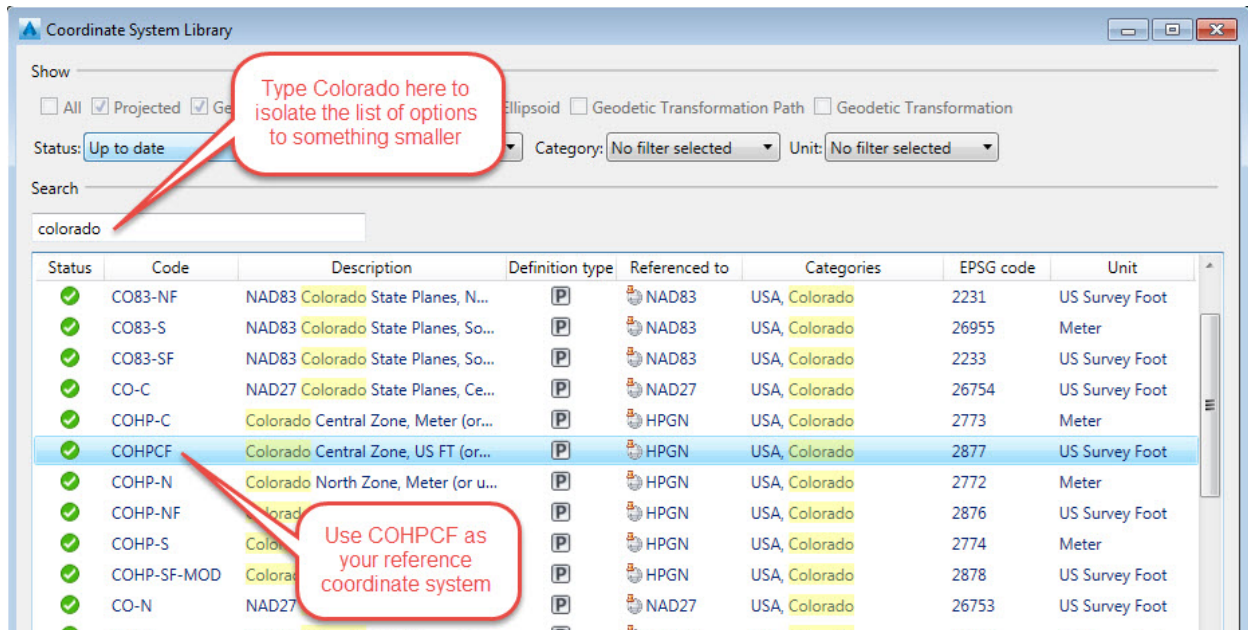 Coordinate System Library
Show
Type Colorado here to
isolate the list of options
to something smaller
All Projected Ge Ellipsoid Geodetic Transformation Path Geodetic Transformation
Status: Up to date Category: No filter selected Unit: No filter selected
Search
colorado
Status Code Description Definition type Referenced to Categories EPSG code Unit
CO83-NF NAD83 Colorado State Planes, N... P NAD83 USA, Colorado 2231 US Survey Foot
CO83-S NAD83 Colorado State Planes, So... P NAD83 USA, Colorado 26955 Meter
CO83-SF NAD83 Colorado State Planes, So... P NAD83 USA, Colorado 2233 US Survey Foot
CO-C NAD27 Colorado State Planes, Ce... P NAD27 USA, Colorado 26754 US Survey Foot
COHP-C Colorado Central Zone, Meter (or... P HPGN USA, Colorado 2773 Meter
COHPCF Colorado Central Zone, US FT (or... P HPGN USA, Colorado 2877 US Survey Foot
COHP-N Colorado North Zone, Meter (or u... P HPGN USA, Colorado 2772 Meter
COHP-NF P HPGN USA, Colorado 2876 US Survey Foot
COHP-S P HPGN USA, Colorado 2774 Meter
COHP-SF-MOD P HPGN USA, Colorado 2878 US Survey Foot
CO-N NAD27 P NAD27 USA, Colorado 26753 US Survey Foot
Use COHPCF as
your reference
coordinate system